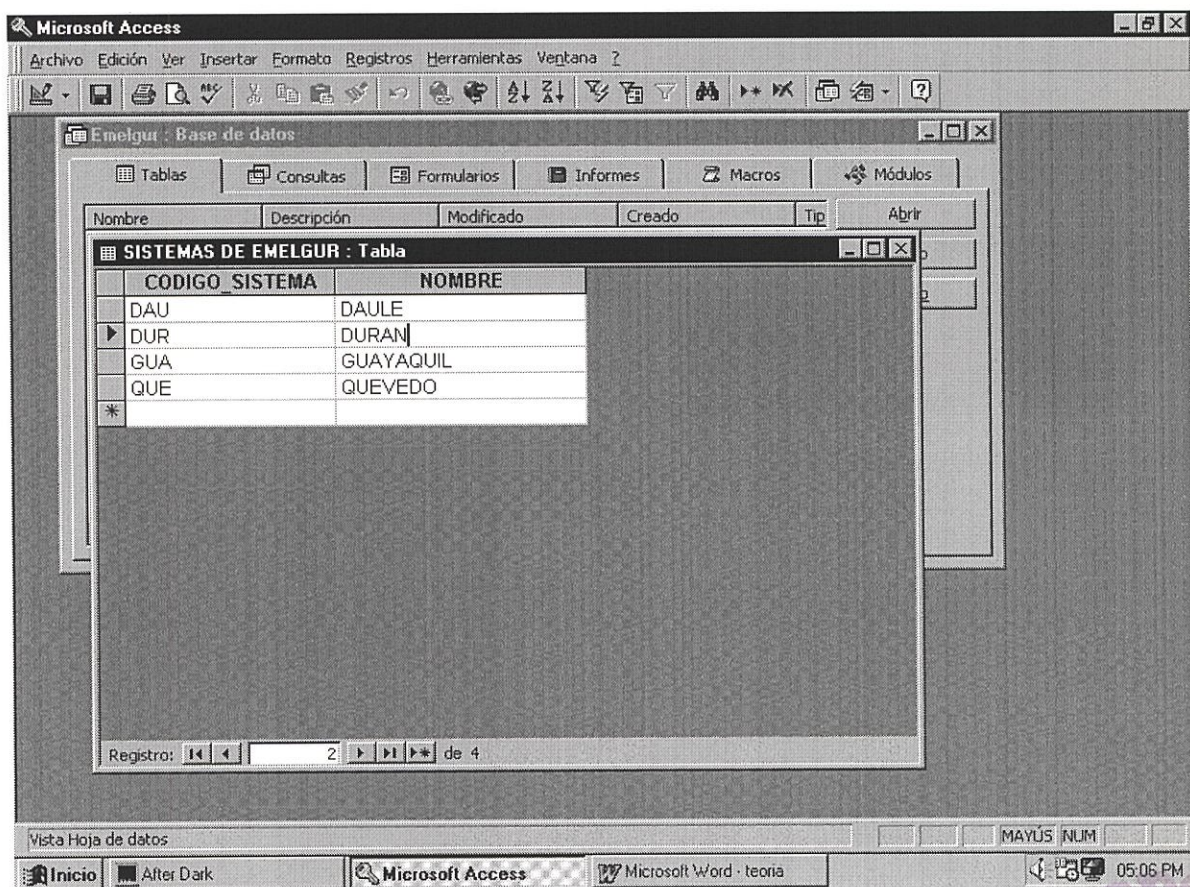 Microsoft Access
Archivo Edición Ver Insertar Formato Registros Herramientas Ventana ?
Emelgur : Base de datos
Tablas Consultas Formularios Informes Macros Módulos
Nombre Descripción Modificado Creado Tip Abrir
SISTEMAS DE EMELGUR : Tabla
CODIGO_SISTEMA NOMBRE
DAU DAULE
DUR DURAN
GUA GUAYAQUIL
QUE QUEVEDO
Registro: 2 de 4
Vista Hoja de datos MAYÚS NUM
Inicio After Dark Microsoft Access Microsoft Word - teoria 05:06 PM